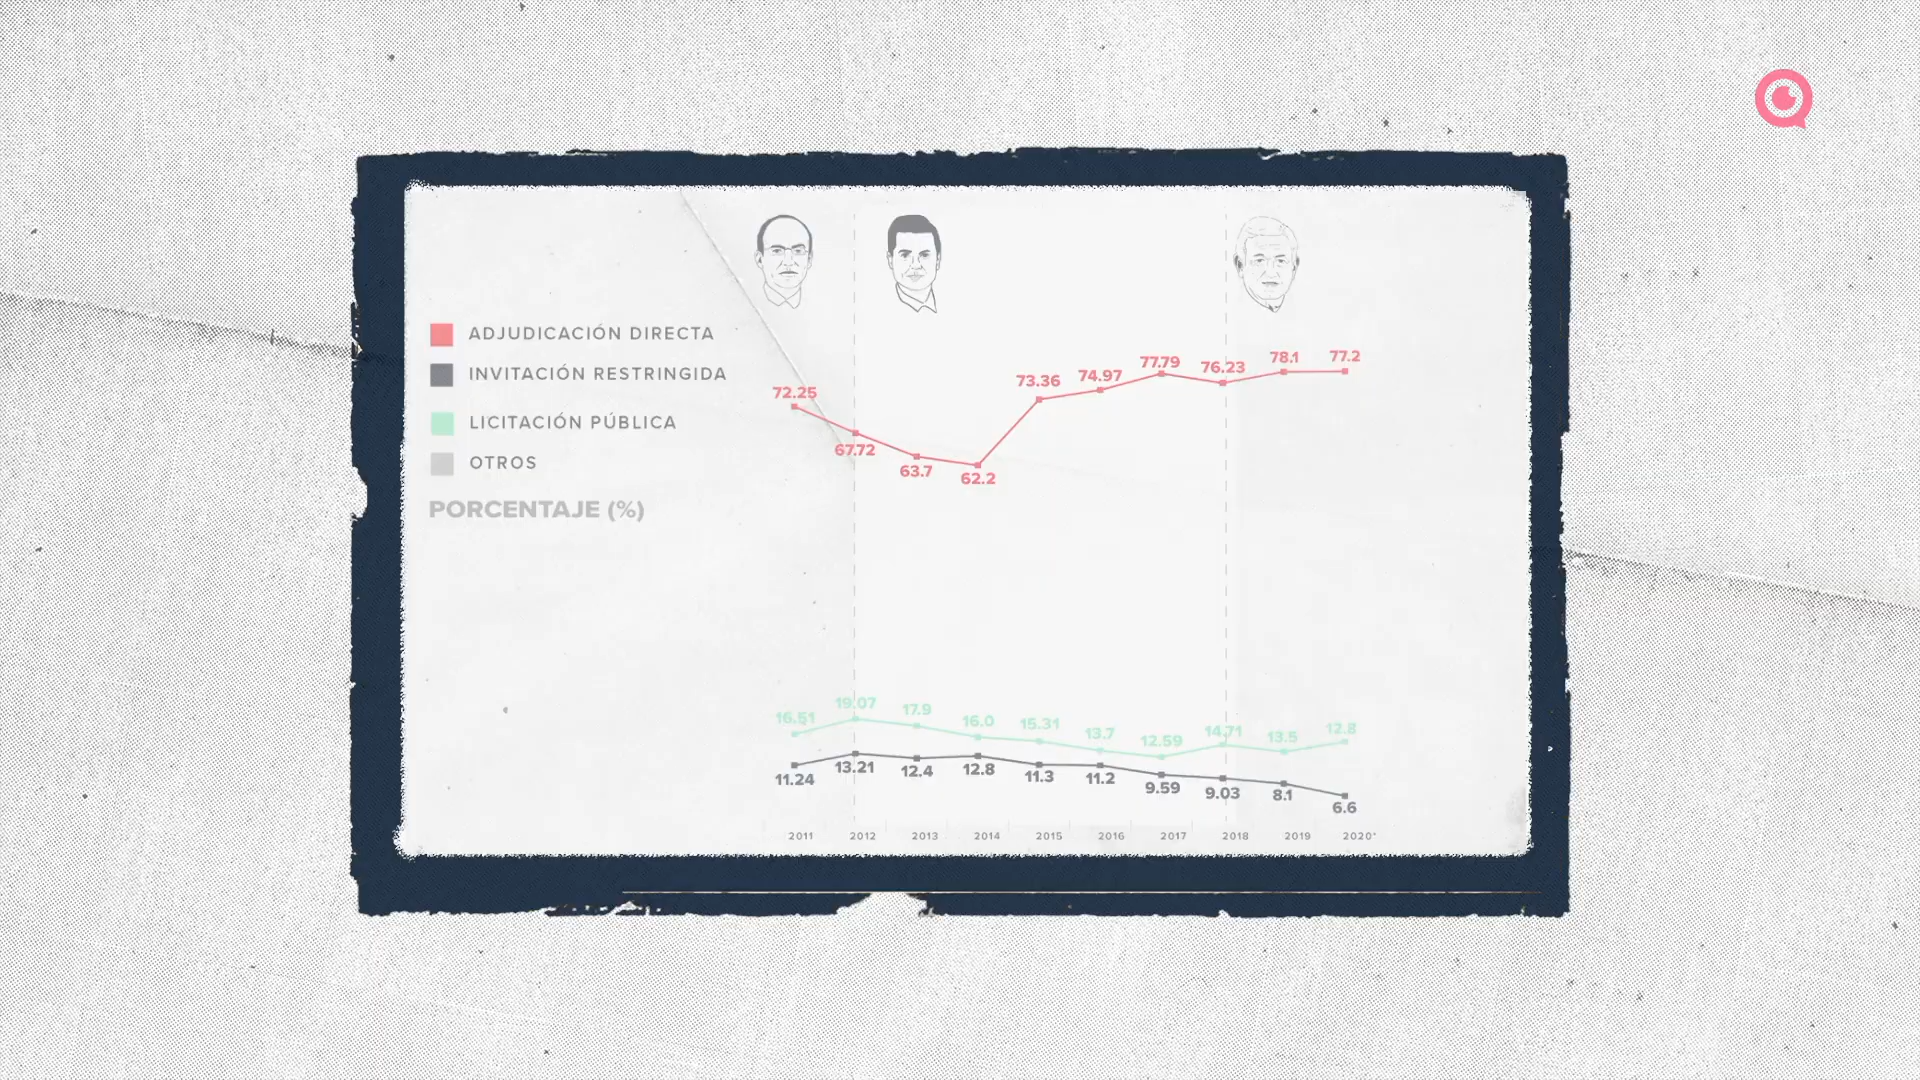 ADJUDICACIÓN DIRECTA
INVITACIÓN RESTRINGIDA
LICITACIÓN PÚBLICA
OTROS
PORCENTAJE (%)
72.25 67.72 63.7 62.2 73.36 74.97 77.79 76.23 78.1 77.2
16.51 19.07 17.9 16.0 15.31 13.7 12.59 14.71 13.5 12.8
11.24 13.21 12.4 12.8 11.3 11.2 9.59 9.03 8.1 6.6
2011 2012 2013 2014 2015 2016 2017 2018 2019 2020*